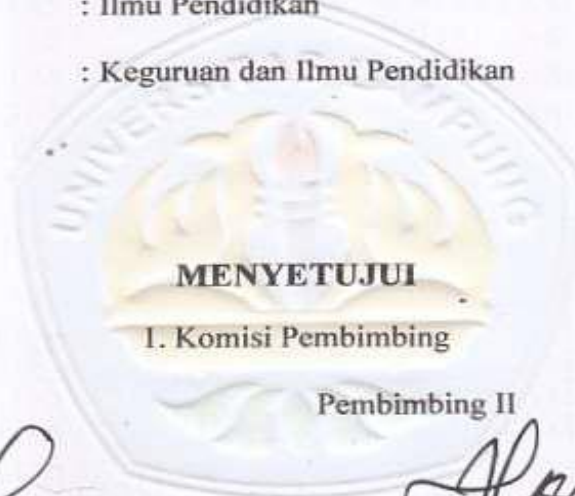 : Ilmu Pendidikan
: Keguruan dan Ilmu Pendidikan
MENYETUJUI
1. Komisi Pembimbing
Pembimbing II